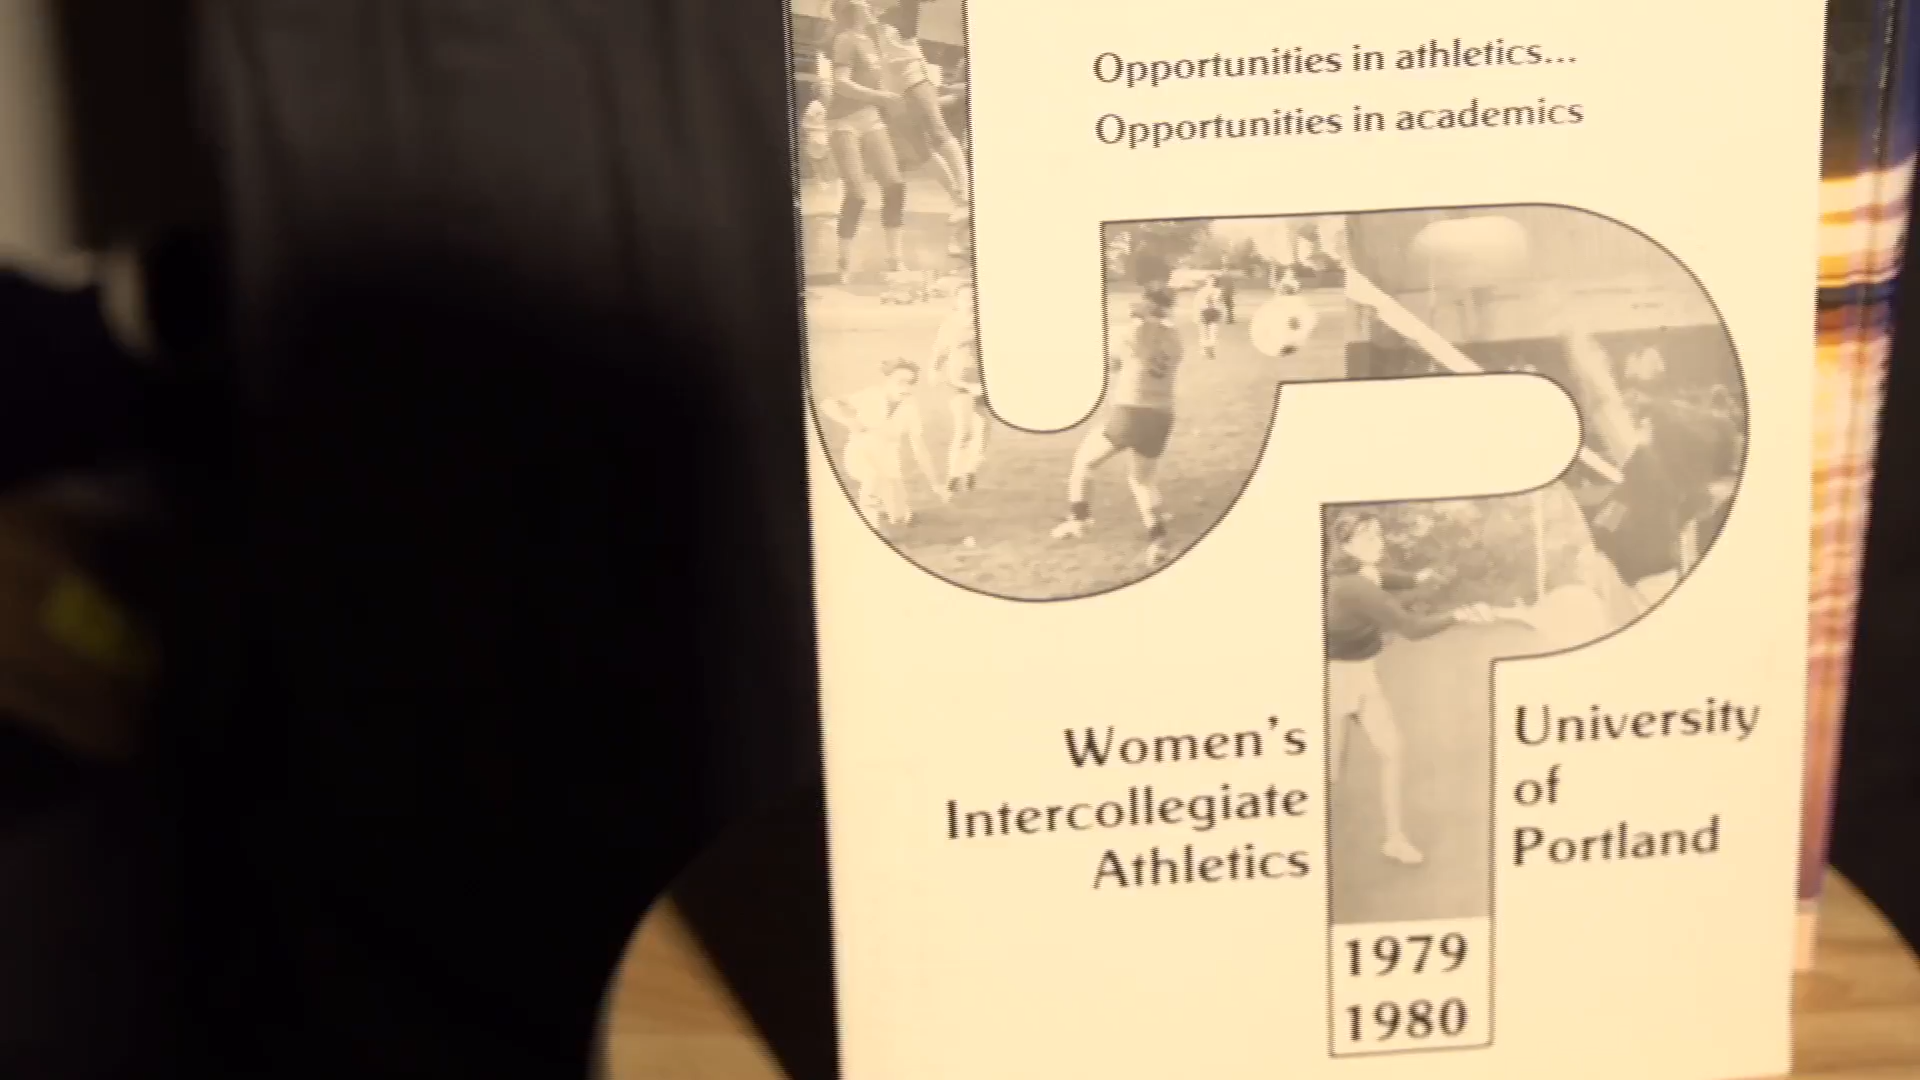 Opportunities in athletics...
Opportunities in academics
Women's
Intercollegiate
Athletics
University
of
Portland
1979
1980